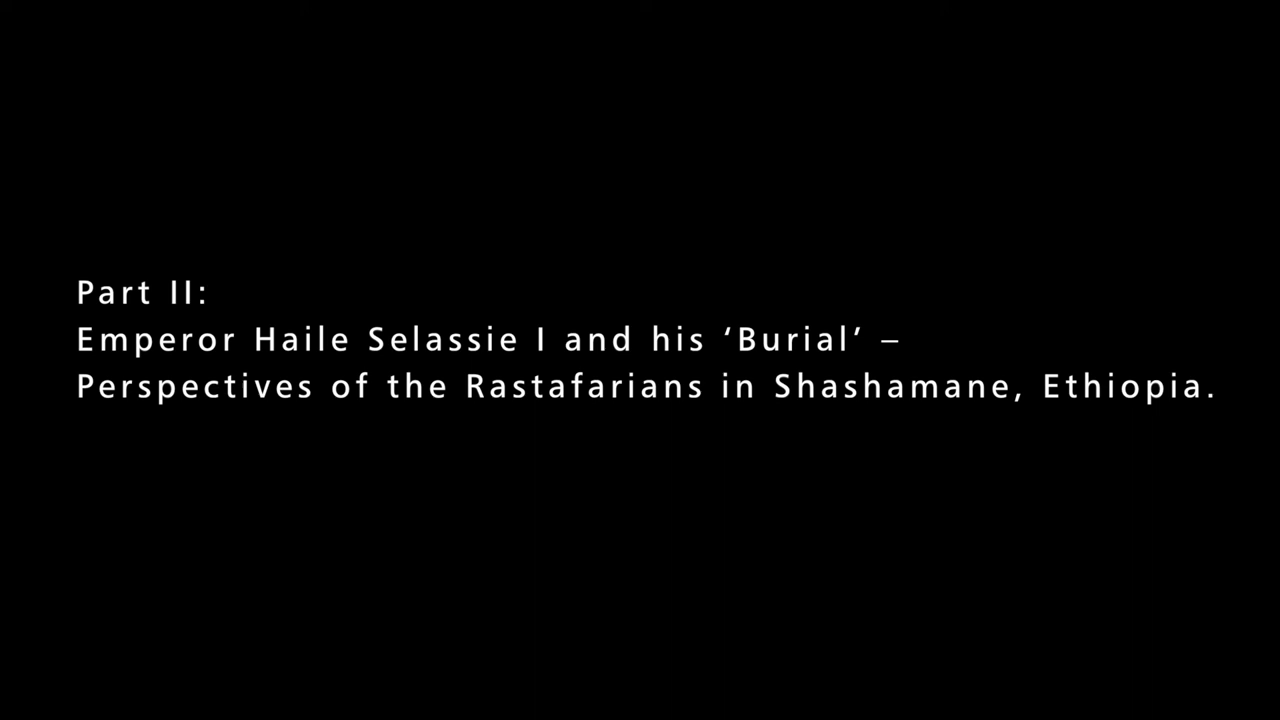 Part II:
Emperor Haile Selassie I and his ‘Burial’ –
Perspectives of the Rastafarians in Shashamane, Ethiopia.